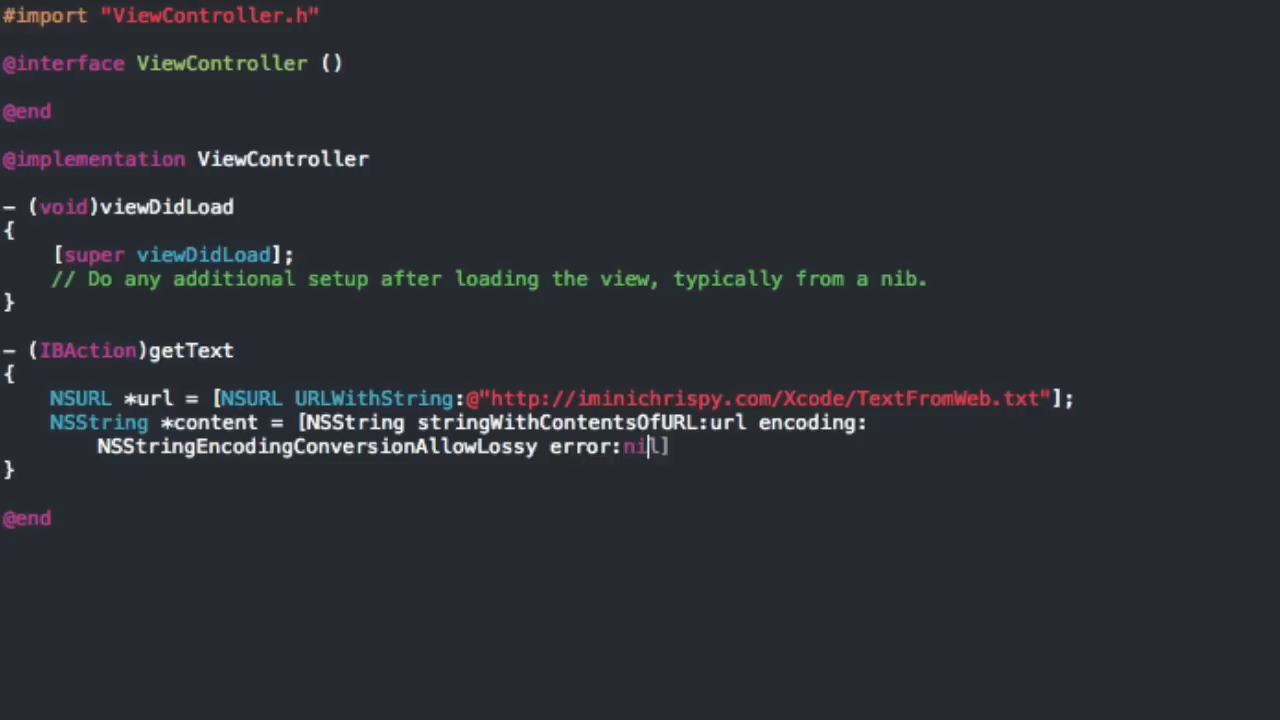 #import "ViewController.h"
@interface ViewController ()
@end
@implementation ViewController
- (void)viewDidLoad
{
[super viewDidLoad];
// Do any additional setup after loading the view, typically from a nib.
}
- (IBAction)getText
{
NSURL *url = [NSURL URLWithString:@"http://iminichrispy.com/Xcode/TextFromWeb.txt"];
NSString *content = [NSString stringWithContentsOfURL:url encoding:
NSStringEncodingConversionAllowLossy error:nil]
}
@end